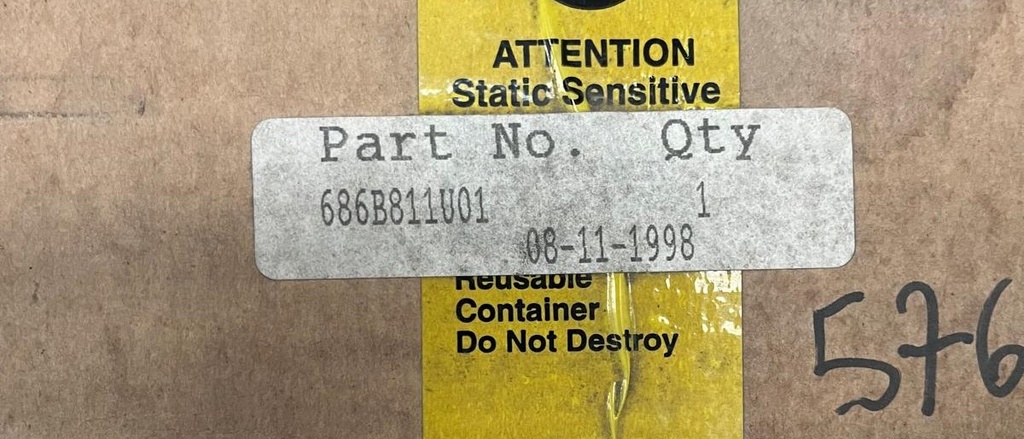 ATTENTION
Static Sensitive
Part No. Qty
686B811U01 1
08-11-1998
Reusable
Container
Do Not Destroy
576